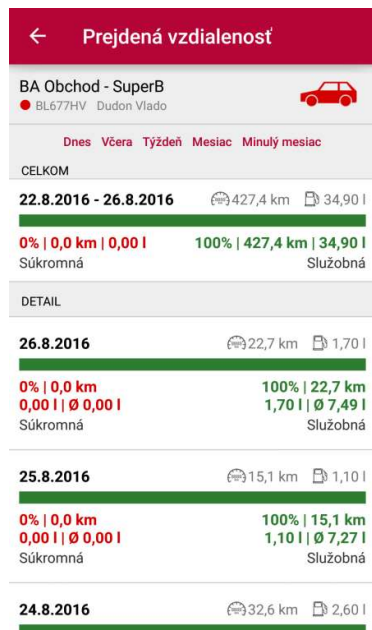 Prejdená vzdialenosť
BA Obchod - SuperB
BL677HV Dudon Vlado
Dnes Včera Týždeň Mesiac Minulý mesiac
CELKOM
22.8.2016 - 26.8.2016 427,4 km 34,90 l
0% | 0,0 km | 0,00 l 100% | 427,4 km | 34,90 l
Súkromná Služobná
DETAIL
26.8.2016 22,7 km 1,70 l
0% | 0,0 km 100% | 22,7 km
0,00 l | Ø 0,00 l 1,70 l | Ø 7,49 l
Súkromná Služobná
25.8.2016 15,1 km 1,10 l
0% | 0,0 km 100% | 15,1 km
0,00 l | Ø 0,00 l 1,10 l | Ø 7,27 l
Súkromná Služobná
24.8.2016 32,6 km 2,60 l